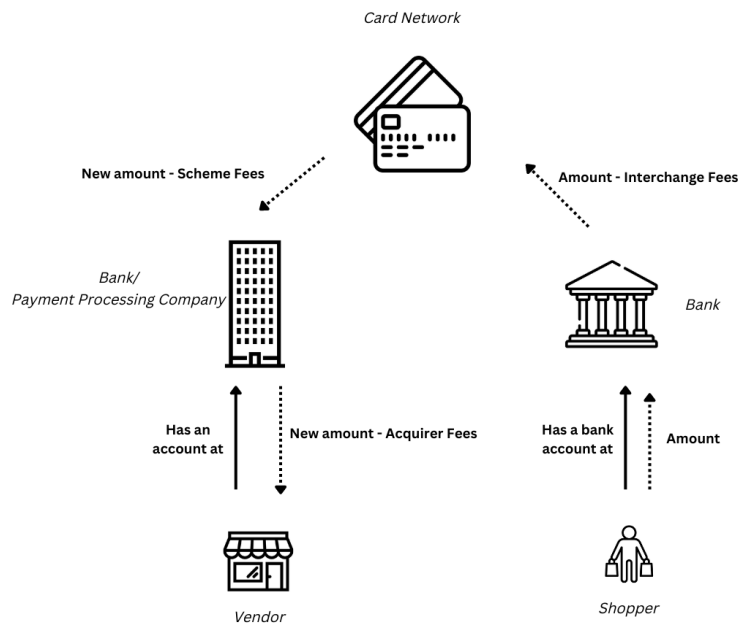 Card Network
New amount - Scheme Fees
Amount - Interchange Fees
Bank/
Payment Processing Company
Bank
Has an
account at
New amount - Acquirer Fees
Has a bank
account at
Amount
Vendor
Shopper